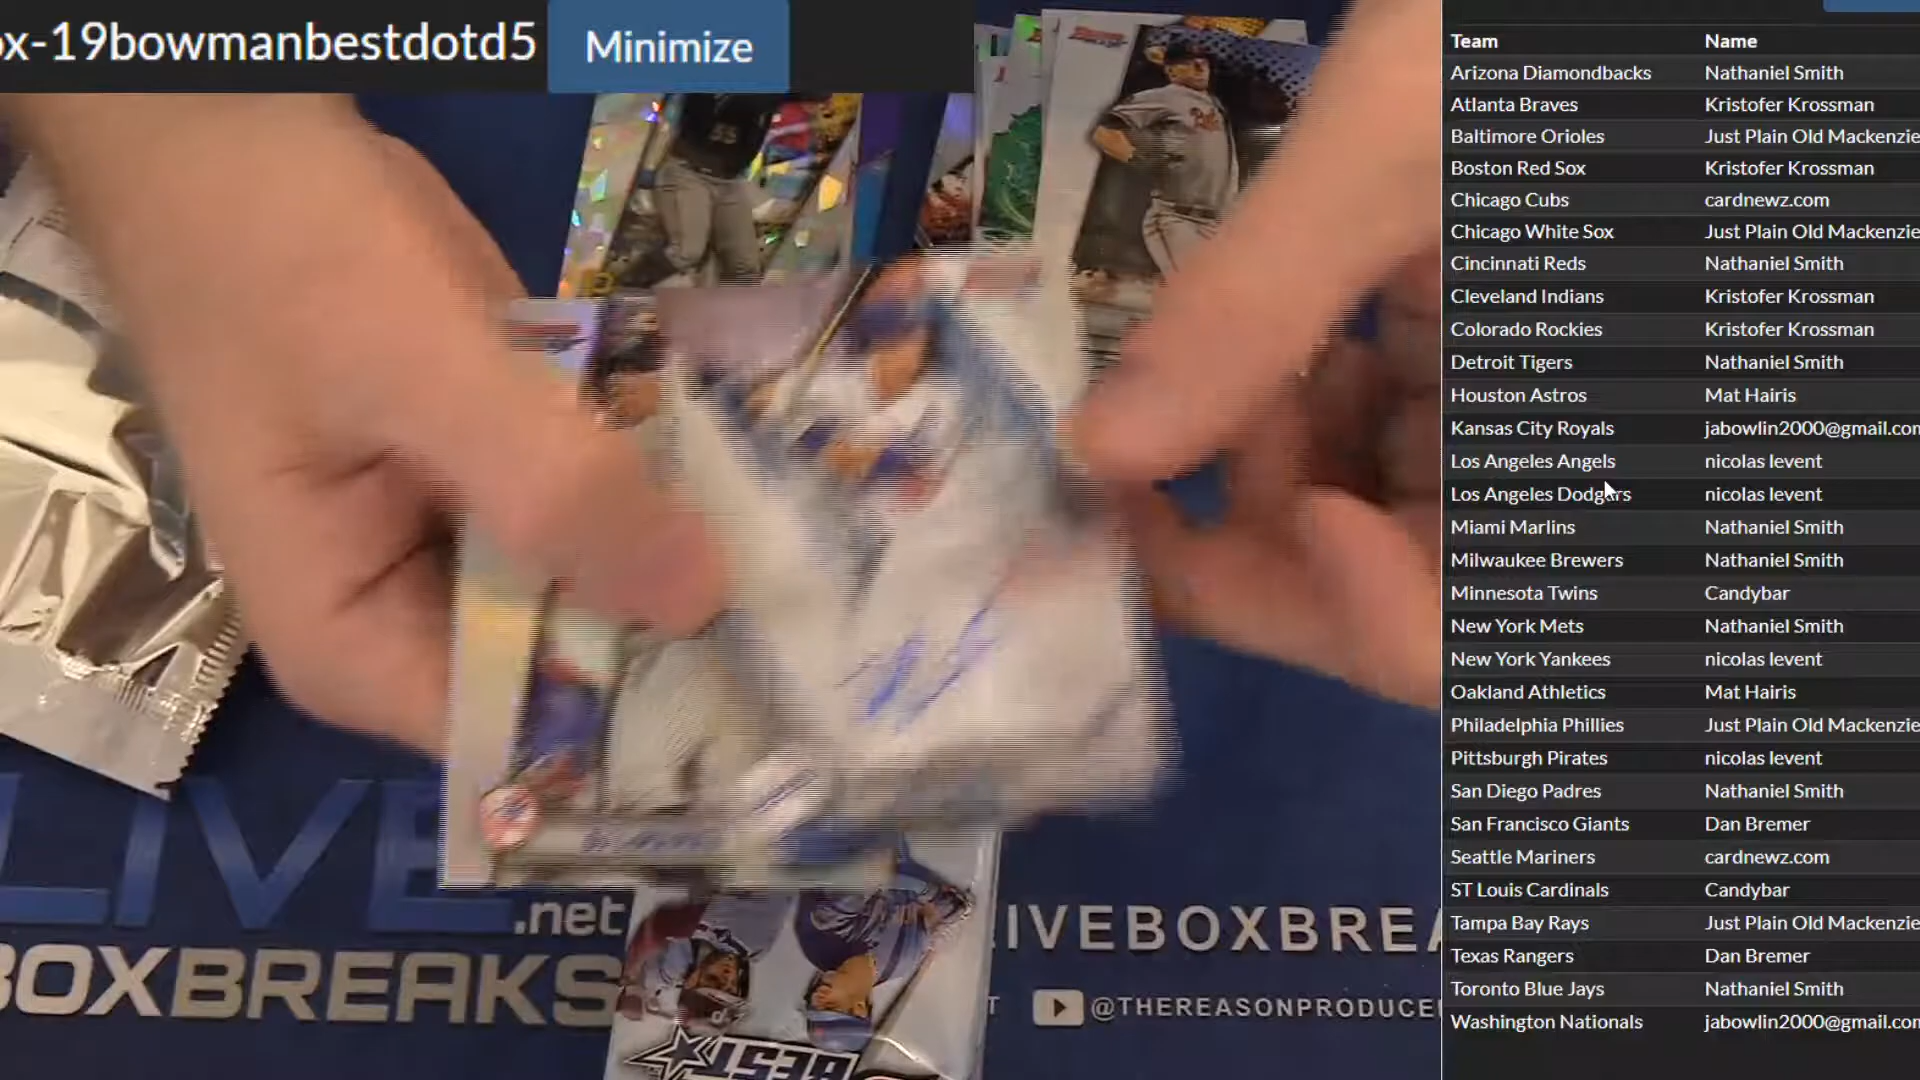 ox-19bowmanbestdotd5 Minimize
Team Name
Arizona Diamondbacks Nathaniel Smith
Atlanta Braves Kristofer Krossman
Baltimore Orioles Just Plain Old Mackenzie
Boston Red Sox Kristofer Krossman
Chicago Cubs cardnewz.com
Chicago White Sox Just Plain Old Mackenzie
Cincinnati Reds Nathaniel Smith
Cleveland Indians Kristofer Krossman
Colorado Rockies Kristofer Krossman
Detroit Tigers Nathaniel Smith
Houston Astros Mat Hairis
Kansas City Royals jabowlin2000@gmail.com
Los Angeles Angels nicolas levent
Los Angeles Dodgers nicolas levent
Miami Marlins Nathaniel Smith
Milwaukee Brewers Nathaniel Smith
Minnesota Twins Candybar
New York Mets Nathaniel Smith
New York Yankees nicolas levent
Oakland Athletics Mat Hairis
Philadelphia Phillies Just Plain Old Mackenzie
Pittsburgh Pirates nicolas levent
San Diego Padres Nathaniel Smith
San Francisco Giants Dan Bremer
Seattle Mariners cardnewz.com
ST Louis Cardinals Candybar
Tampa Bay Rays Just Plain Old Mackenzie
Texas Rangers Dan Bremer
Toronto Blue Jays Nathaniel Smith
Washington Nationals jabowlin2000@gmail.com
LIVE
.net
BOXBREAKS
LIVEBOXBREA
@THEREASONPRODUCE
BEST
55